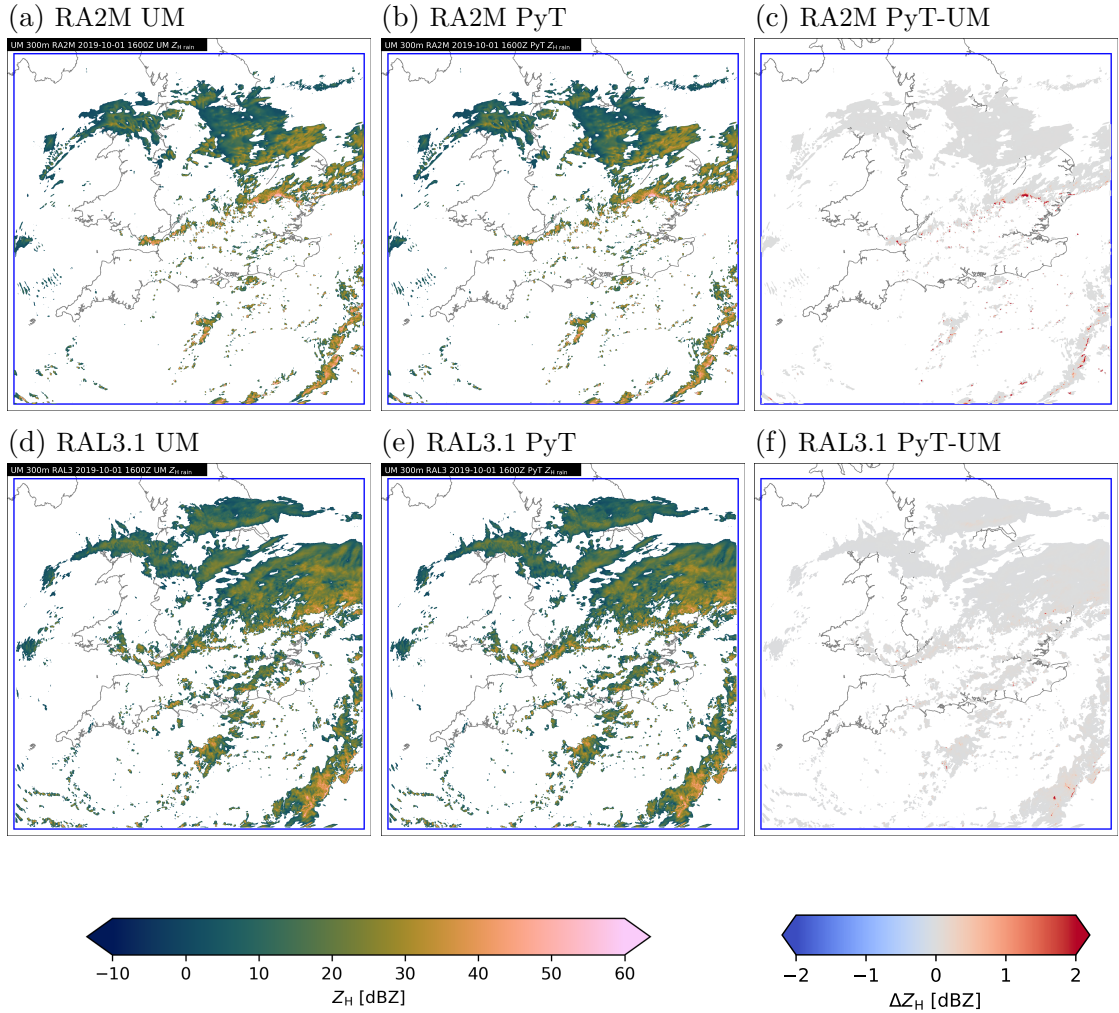 (a) RA2M UM
(b) RA2M PyT
(c) RA2M PyT-UM
UM 300m RA2M 2019-10-01 1600Z UM Z_H rain
UM 300m RA2M 2019-10-01 1600Z PyT Z_H rain
(d) RAL3.1 UM
(e) RAL3.1 PyT
(f) RAL3.1 PyT-UM
UM 300m RAL3 2019-10-01 1600Z UM Z_H rain
UM 300m RAL3 2019-10-01 1600Z PyT Z_H rain
−10 0 10 20 30 40 50 60
Z_H [dBZ]
−2 −1 0 1 2
ΔZ_H [dBZ]